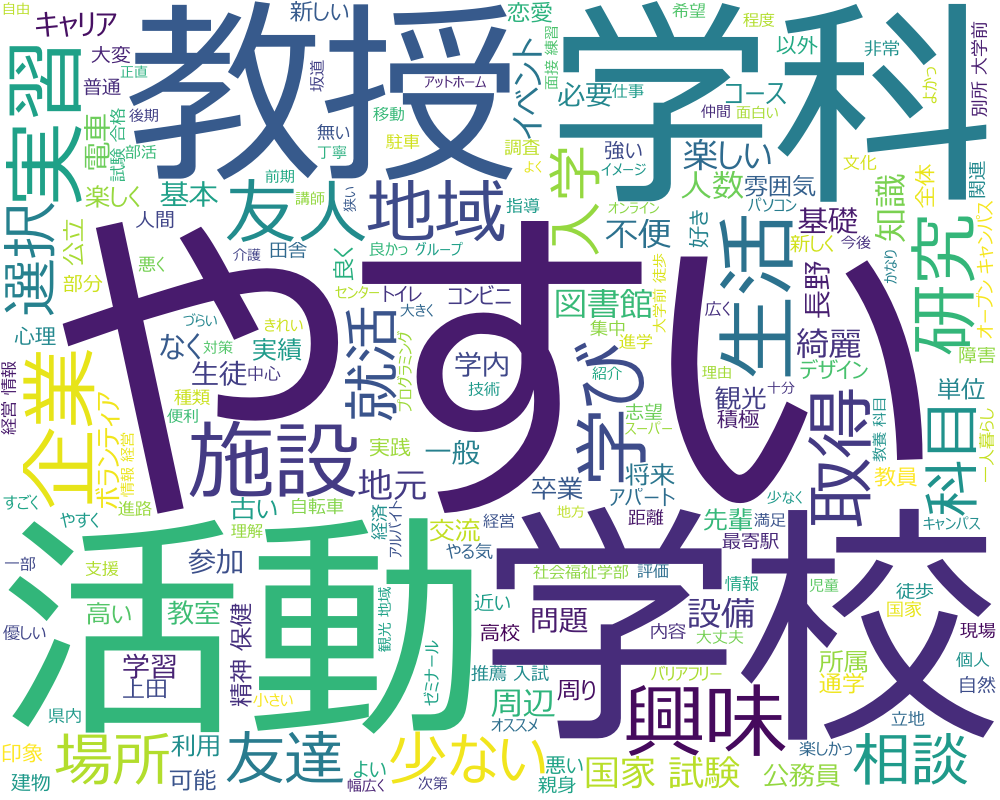 自由
キャリア
大変
普通
正直
後期
実習
電車
試験 合格
部活
教授
新しい
坂道
アットホーム
恋愛
イベント
面接 練習
希望
程度
以外
非常
学科
よかっ
別所 大学前
必要
仕事
コース
仲間
面白い
移動
無い
丁寧
駐車
調査
よく
強い
イメージ
楽しい
文化
楽しく
基本
友人
前期
講師
狭い
地域
指導
入学
オンライン
人数
雰囲気
パソコン
知識
全体
関連
オープン キャンパス
選択
公立
部分
人間
介護
田舎
良く
良かっ
グループ
大学前 徒歩
不便
好き
基礎
新しく
今後
かなり
研究
やすい
悪く
心理
づらい
きれい
センター
トイレ
コンビニ
大きく
図書館
集中
進学
広く
生活
長野
綺麗
障害
なく
対策
実績
生徒
中心
就活
プログラミング
学内
技術
学び
紹介
理由
十分
観光
積極
デザイン
単位
経営 情報
企業
ボランティア
情報 経営
種類
便利
施設
実践
一般
志望
スーパー
取得
教養 科目
科目
一人暮らし
すごく
やすく
進路
古い
自転車
理解
地元
経済
アルバイト
交流
経営
卒業
地方
将来
アパート
距離
少なく
先輩
満足
最寄駅
教員
キャンパス
一部
支援
優しい
活動
参加
高い
教室
学習
上田
精神 保健
小さい
観光 地域
ゼミナール
やる気
近い
高校
推薦 入試
オススメ
社会福祉学部
評価
問題
内容
大丈夫
設備
情報
学校
児童
徒歩
国家
現場
所属
通学
個人
自然
バリアフリー
周辺
周り
県内
印象
建物
場所
利用
可能
友達
よい
幅広く
少ない
次第
悪い
親身
国家 試験
興味
公務員
楽しかっ
立地
相談